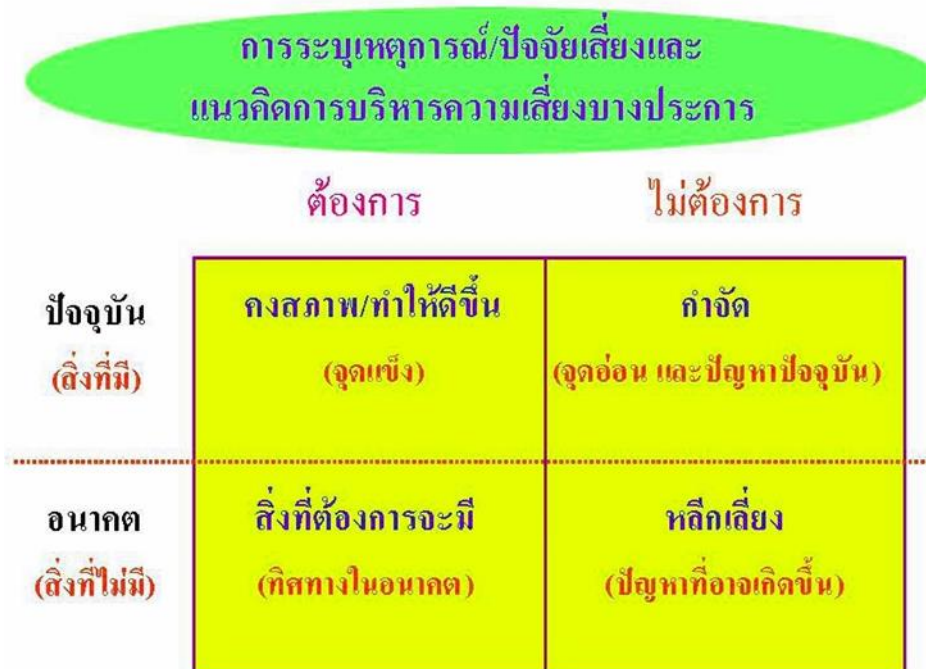 การระบุเหตุการณ์/ปัจจัยเสี่ยงและ
แนวคิดการบริหารความเสี่ยงบางประการ
ต้องการ
ไม่ต้องการ
ปัจจุบัน
(สิ่งที่มี)
คงสภาพ/ทำให้ดีขึ้น
(จุดแข็ง)
กำจัด
(จุดอ่อน และปัญหาปัจจุบัน)
อนาคต
(สิ่งที่ไม่มี)
สิ่งที่ต้องการจะมี
(ทิศทางในอนาคต)
หลีกเลี่ยง
(ปัญหาที่อาจเกิดขึ้น)